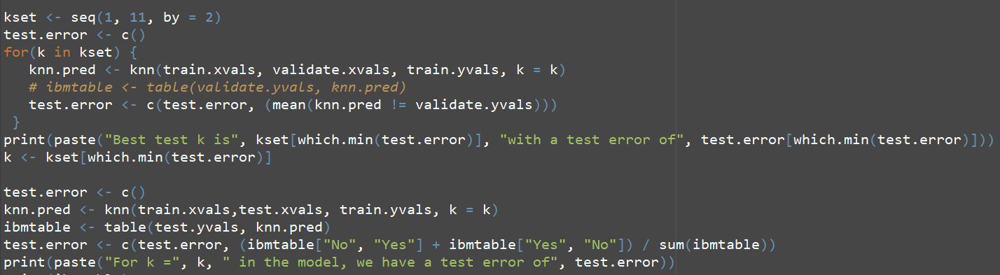 kset <- seq(1, 11, by = 2)
test.error <- c()
for(k in kset) {
   knn.pred <- knn(train.xvals, validate.xvals, train.yvals, k = k)
   # ibmtable <- table(validate.yvals, knn.pred)
   test.error <- c(test.error, (mean(knn.pred != validate.yvals)))
 }
print(paste("Best test k is", kset[which.min(test.error)], "with a test error of", test.error[which.min(test.error)]))
k <- kset[which.min(test.error)]

test.error <- c()
knn.pred <- knn(train.xvals,test.xvals, train.yvals, k = k)
ibmtable <- table(test.yvals, knn.pred)
test.error <- c(test.error, (ibmtable["No", "Yes"] + ibmtable["Yes", "No"]) / sum(ibmtable))
print(paste("For k =", k, " in the model, we have a test error of", test.error))